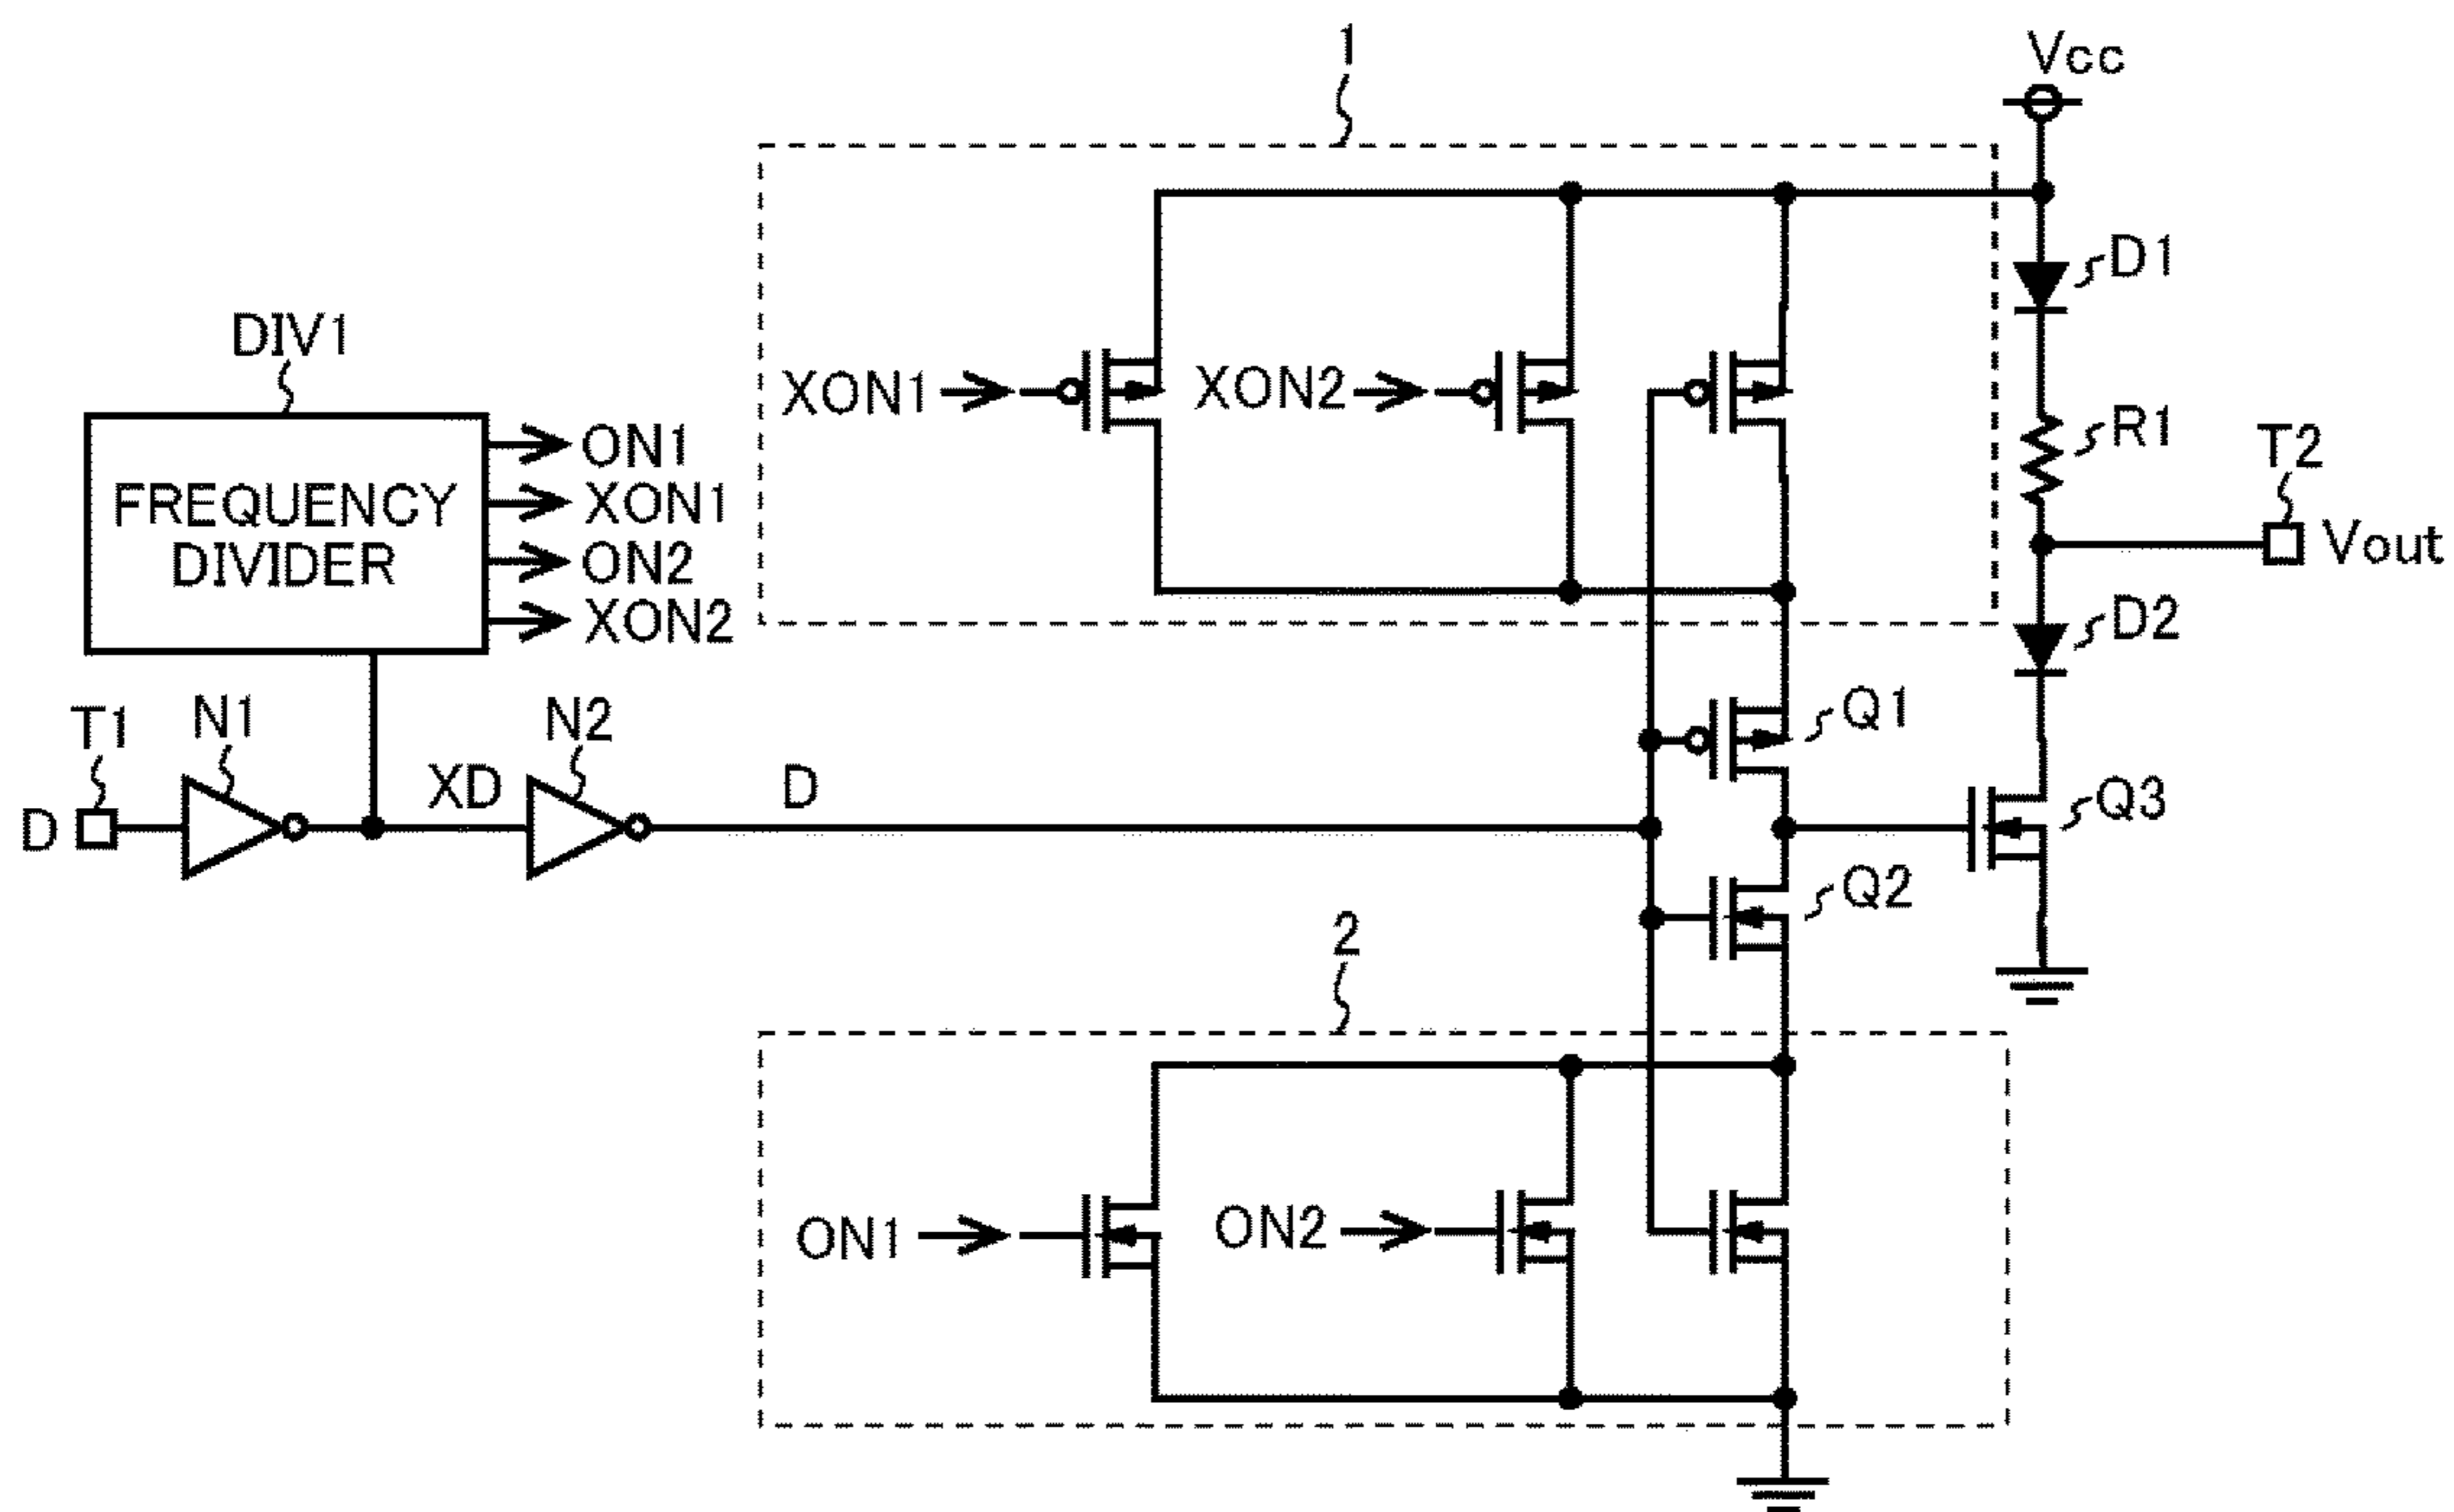 1
Vcc
D1
DIV1
XON1
XON2
ON1
FREQUENCY
DIVIDER
XON1
ON2
XON2
R1
T2
Vout
D2
T1
N1
N2
Q1
D
XD
D
Q3
Q2
2
ON1
ON2